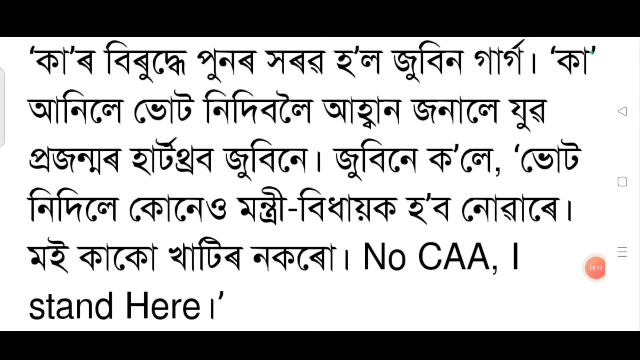 ‘কা’ৰ বিৰুদ্ধে পুনৰ সৰৱ হ’ল জুবিন গাৰ্গ। ‘কা’
আনিলে ভোট নিদিবলৈ আহ্বান জনালে যুৱ
প্ৰজন্মৰ হাৰ্টথ্ৰব জুবিনে। জুবিনে ক’লে, ‘ভোট
নিদিলে কোনেও মন্ত্ৰী-বিধায়ক হ’ব নোৱাৰে।
মই কাকো খাটিৰ নকৰো। No CAA, I
stand Here।’